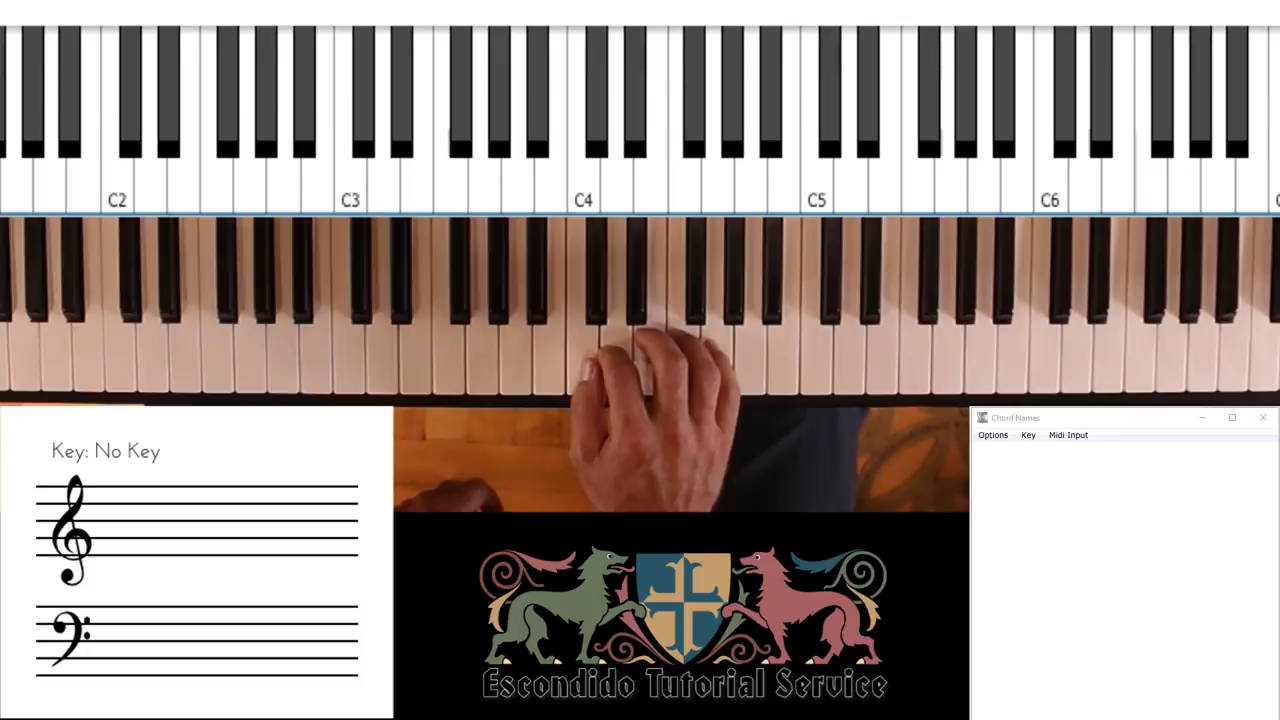 C2 C3 C4 C5 C6
Key: No Key
Chord Names
Options Key Midi Input
Escondido Tutorial Service